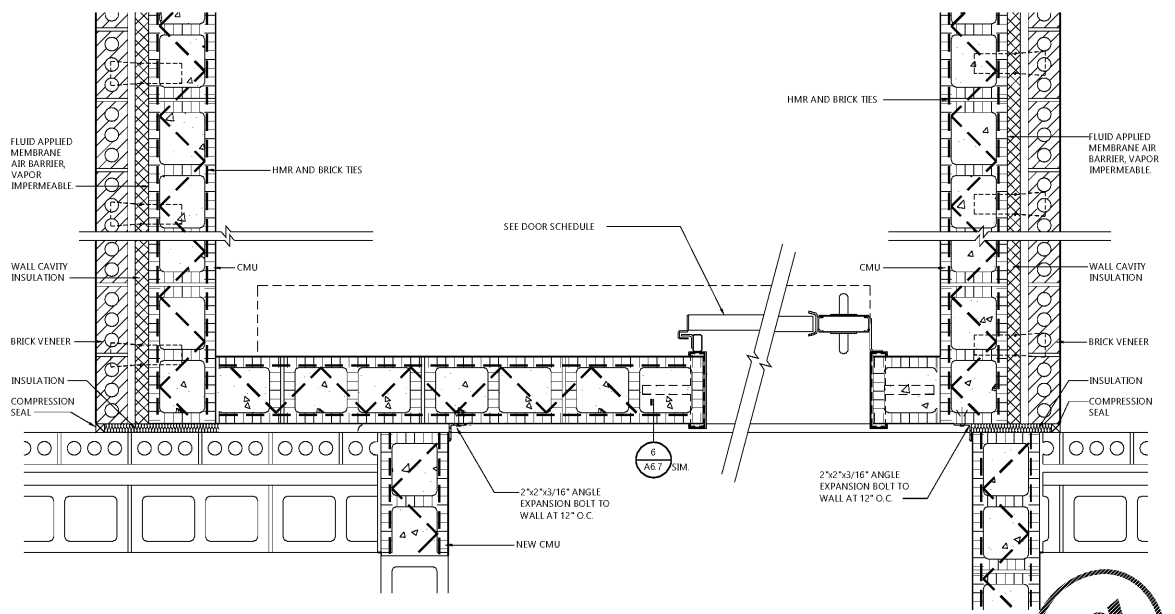 HMR AND BRICK TIES
FLUID APPLIED
MEMBRANE
AIR BARRIER,
VAPOR
IMPERMEABLE.
HMR AND BRICK TIES
FLUID APPLIED
MEMBRANE AIR
BARRIER, VAPOR
IMPERMEABLE.
SEE DOOR SCHEDULE
WALL CAVITY
INSULATION
CMU
CMU
WALL CAVITY
INSULATION
BRICK VENEER
BRICK VENEER
INSULATION
INSULATION
COMPRESSION
SEAL
COMPRESSION
SEAL
6
A6.7
SIM.
2"x2"x3/16" ANGLE
EXPANSION BOLT TO
WALL AT 12" O.C.
2"x2"x3/16" ANGLE
EXPANSION BOLT TO
WALL AT 12" O.C.
NEW CMU